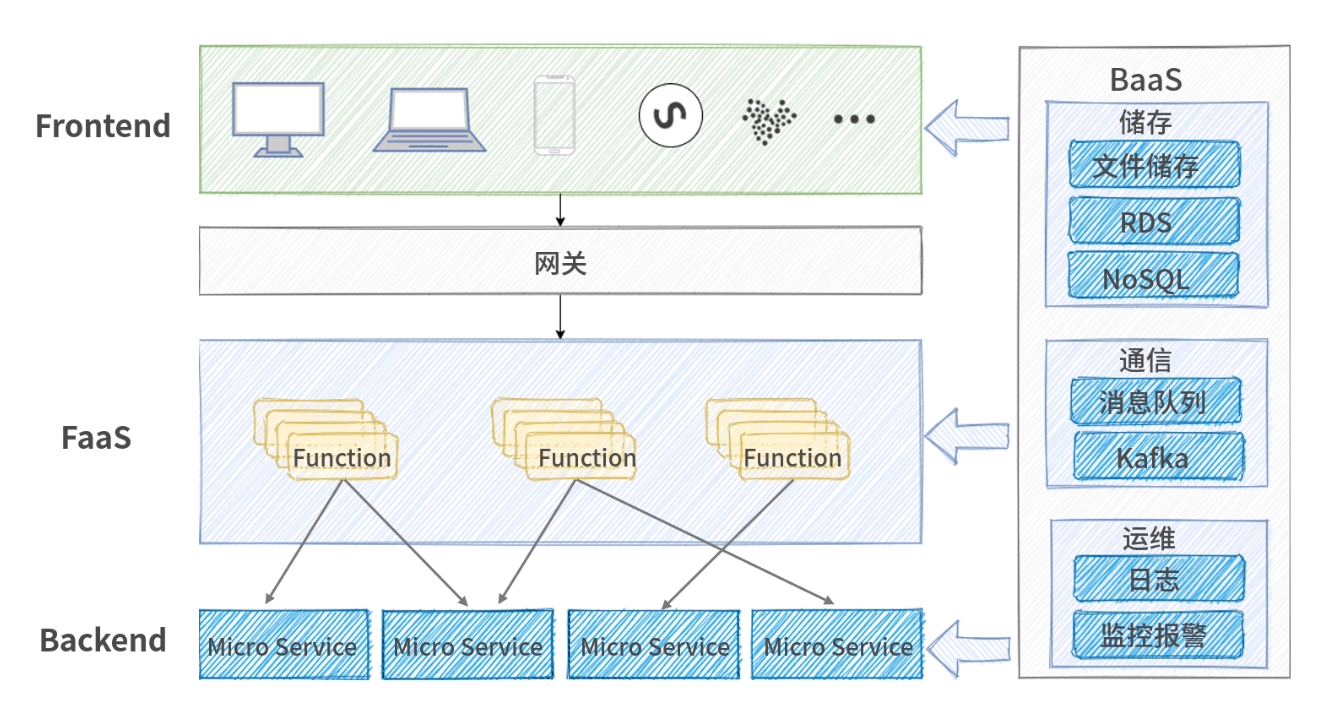 Frontend
网关
FaaS
Function
Function
Function
Backend
Micro Service
Micro Service
Micro Service
Micro Service
BaaS
储存
文件储存
RDS
NoSQL
通信
消息队列
Kafka
运维
日志
监控报警